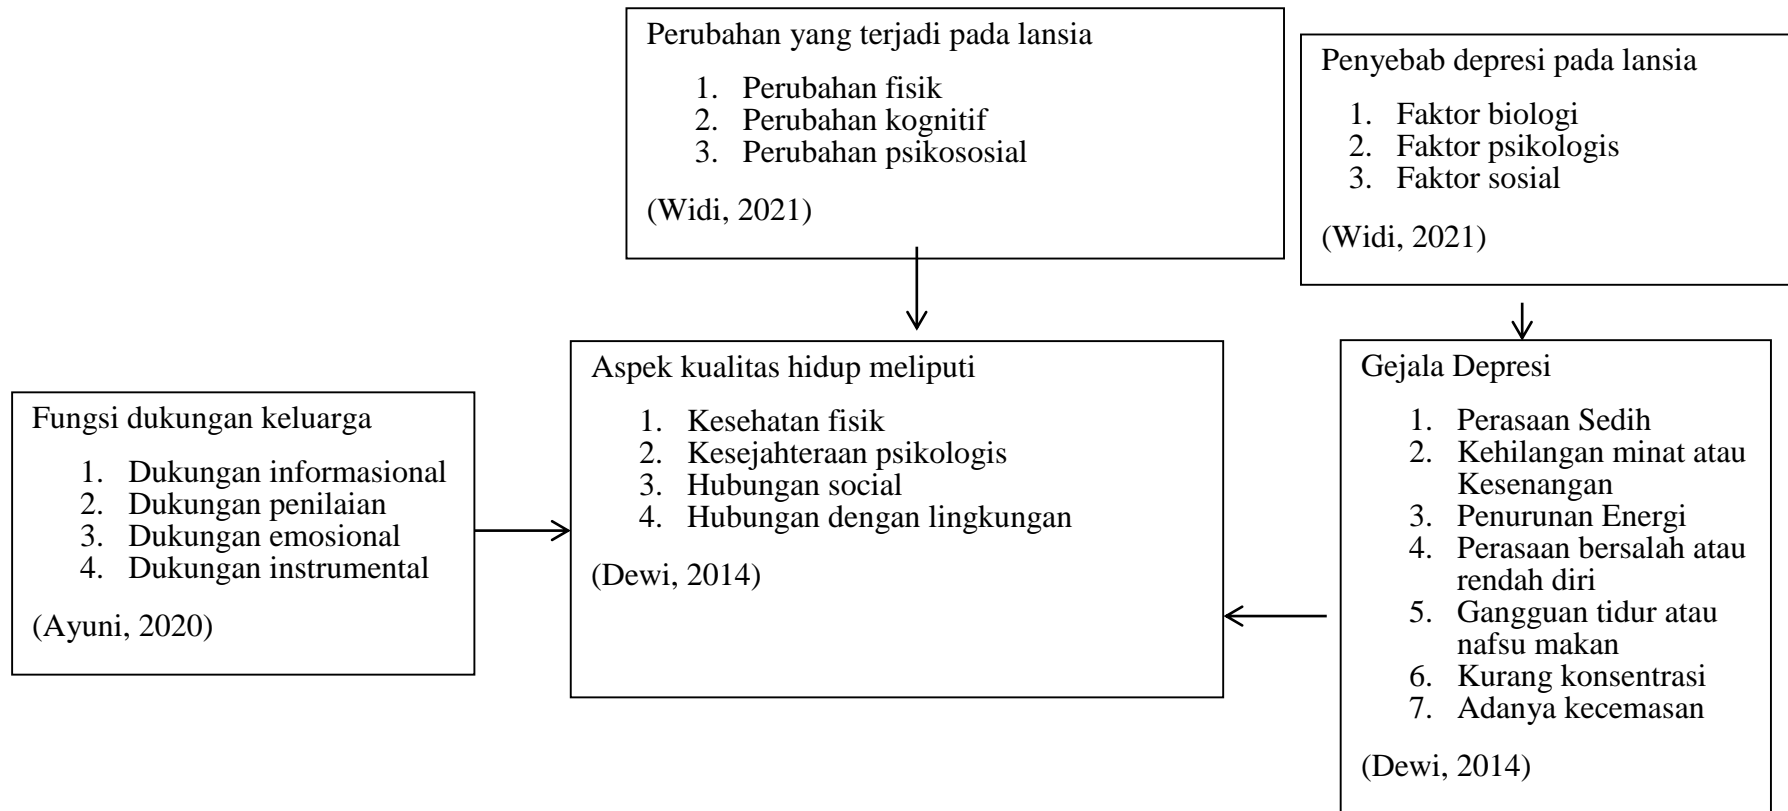 Perubahan yang terjadi pada lansia
1. Perubahan fisik
2. Perubahan kognitif
3. Perubahan psikososial
(Widi, 2021)
Penyebab depresi pada lansia
1. Faktor biologi
2. Faktor psikologis
3. Faktor sosial
(Widi, 2021)
Fungsi dukungan keluarga
1. Dukungan informasional
2. Dukungan penilaian
3. Dukungan emosional
4. Dukungan instrumental
(Ayuni, 2020)
Aspek kualitas hidup meliputi
1. Kesehatan fisik
2. Kesejahteraan psikologis
3. Hubungan social
4. Hubungan dengan lingkungan
(Dewi, 2014)
Gejala Depresi
1. Perasaan Sedih
2. Kehilangan minat atau
Kesenangan
3. Penurunan Energi
4. Perasaan bersalah atau
rendah diri
5. Gangguan tidur atau
nafsu makan
6. Kurang konsentrasi
7. Adanya kecemasan
(Dewi, 2014)